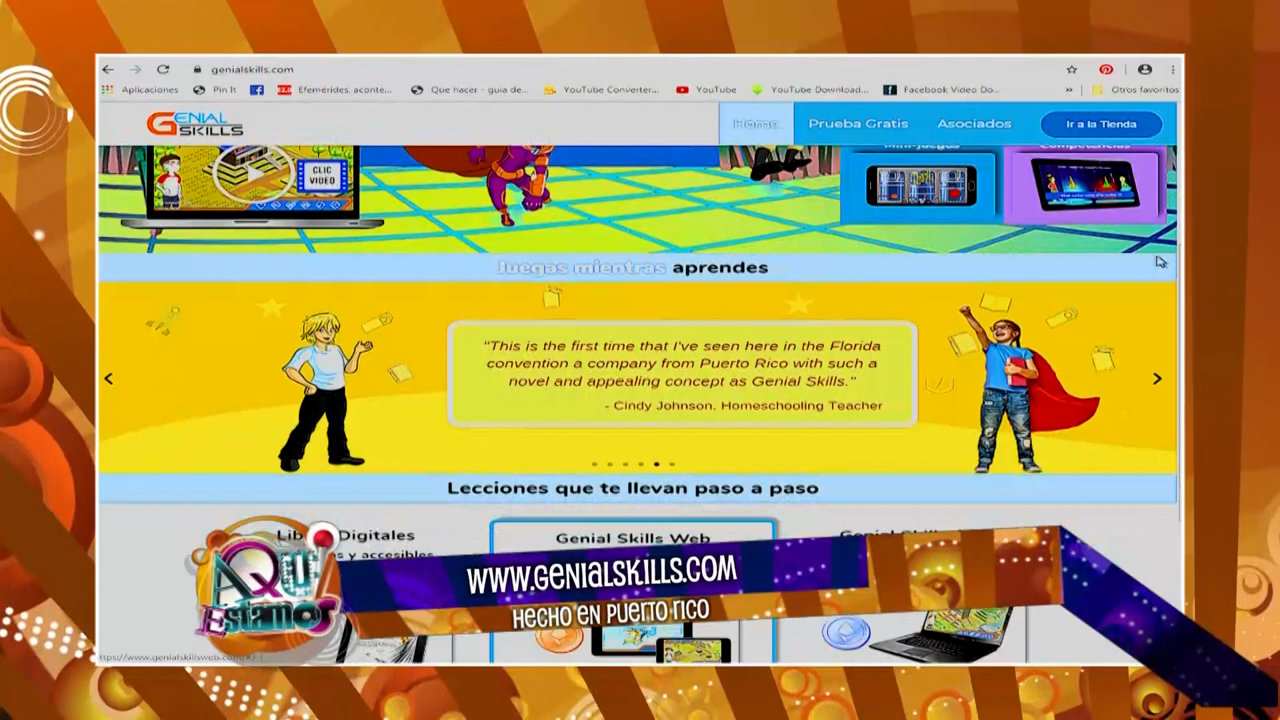 genialskills.com
Aplicaciones
Pin It
Efemérides, aconte...
Que hacer - guia de...
YouTube Converter...
YouTube
YouTube Download...
Facebook Video Do...
»
Otros favoritos
GENIAL
SKILLS
Home
Prueba Gratis
Asociados
Ir a la Tienda
CLIC
VIDEO
Juegas mientras aprendes
"This is the first time that I've seen here in the Florida
convention a company from Puerto Rico with such a
novel and appealing concept as Genial Skills."
- Cindy Johnson, Homeschooling Teacher
Lecciones que te llevan paso a paso
Digitales
Genial Skills Web
y accesibles
AQUÍ
Estamos
WWW.GENIALSKILLS.COM
HECHO EN PUERTO RICO